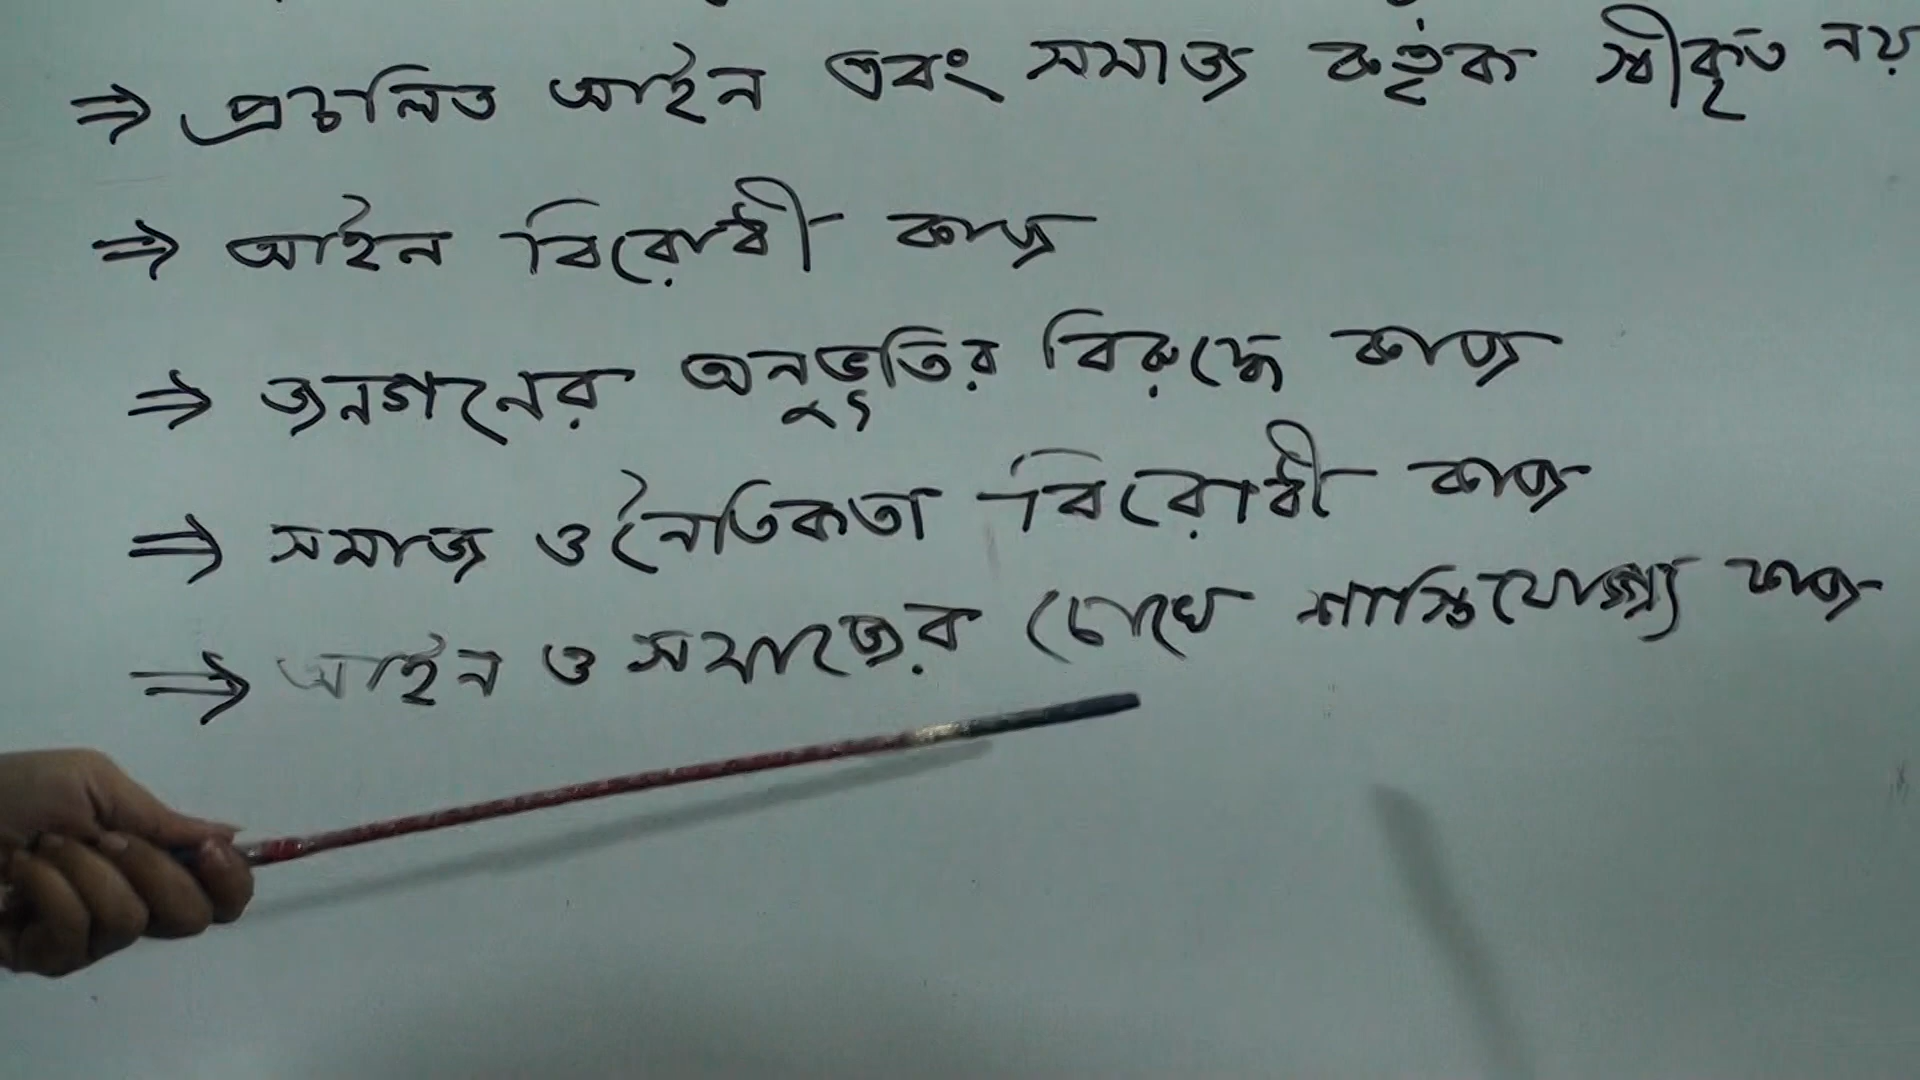 ⇒ প্রচলিত আইন এবং সমাজ কর্তৃক স্বীকৃত নয়
⇒ আইন বিরোধী কাজ
⇒ জনগনের অনুভূতির বিরুদ্ধে কাজ
⇒ সমাজ ও নৈতিকতা বিরোধী কাজ
⇒ আইন ও সমাজের চোখে শাস্তিযোগ্য কাজ